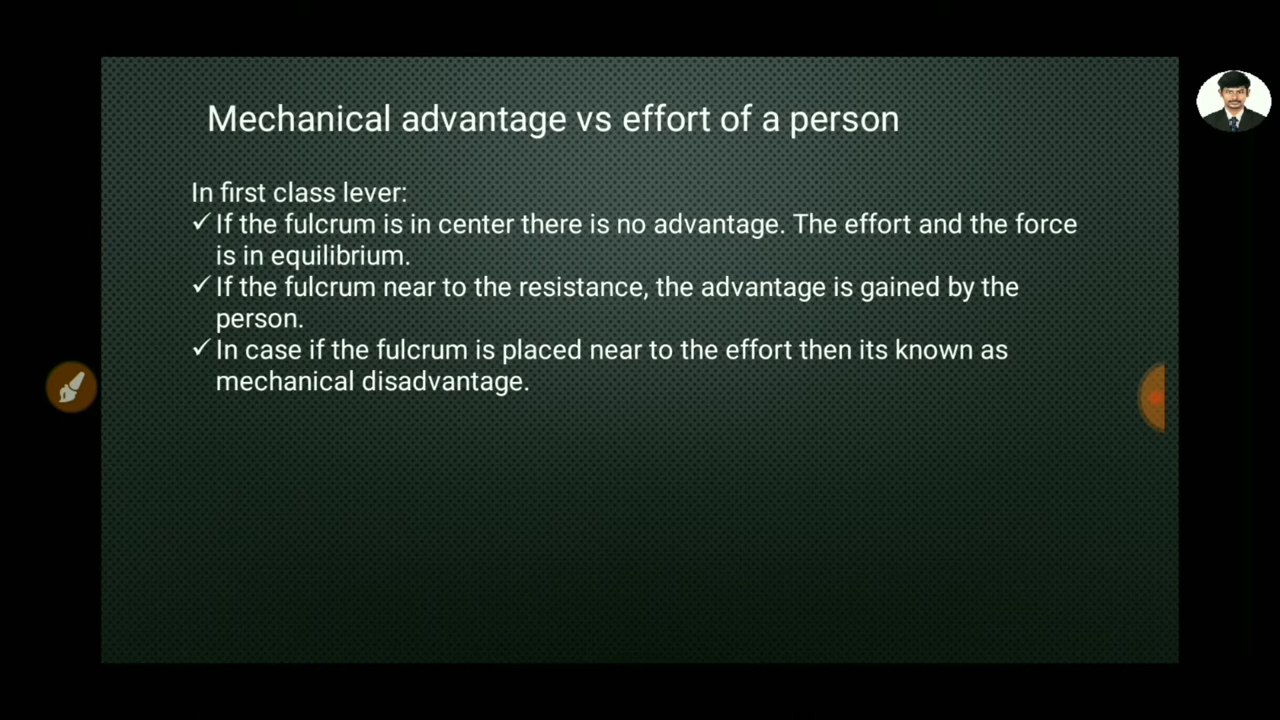 Mechanical advantage vs effort of a person
In first class lever:
✓If the fulcrum is in center there is no advantage. The effort and the force
is in equilibrium.
✓If the fulcrum near to the resistance, the advantage is gained by the
person.
✓In case if the fulcrum is placed near to the effort then its known as
mechanical disadvantage.